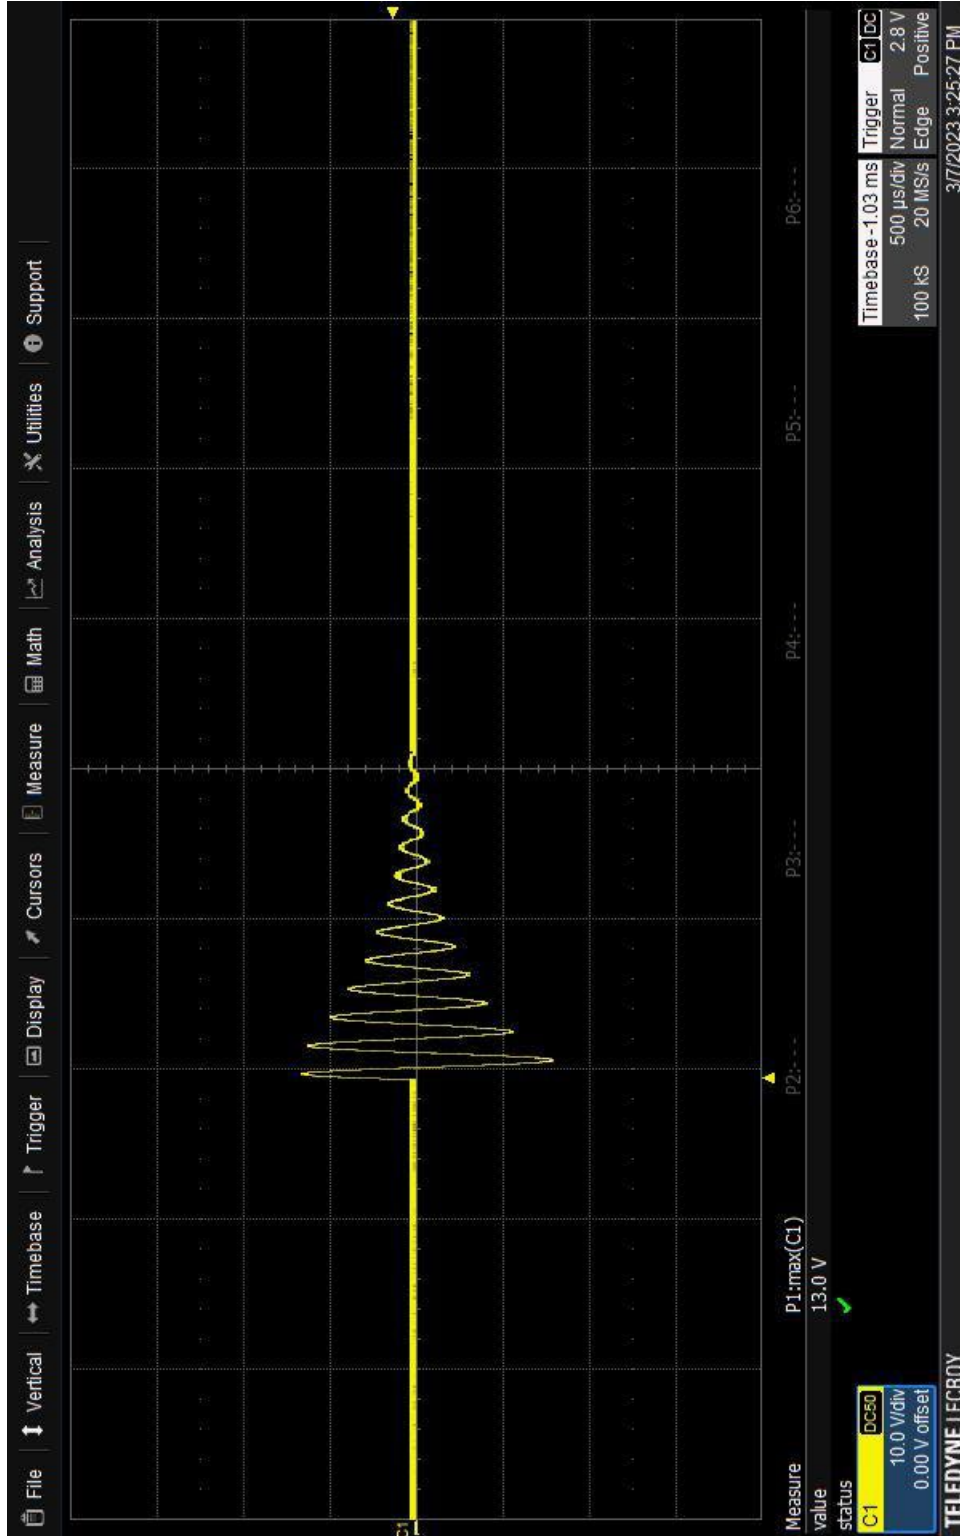 File Vertical Timebase Trigger Display Cursors Measure Math Analysis Utilities Support
C1
Measure P1:max(C1) P2:--- P3:--- P4:--- P5:--- P6:---
value 13.0 V
status
C1 DC50
10.0 V/div
0.00 V offset
Timebase -1.03 ms
500 µs/div
100 kS 20 MS/s
Trigger C1 DC
Normal 2.8 V
Edge Positive
TELEDYNE LECROY
3/7/2023 3:25:27 PM